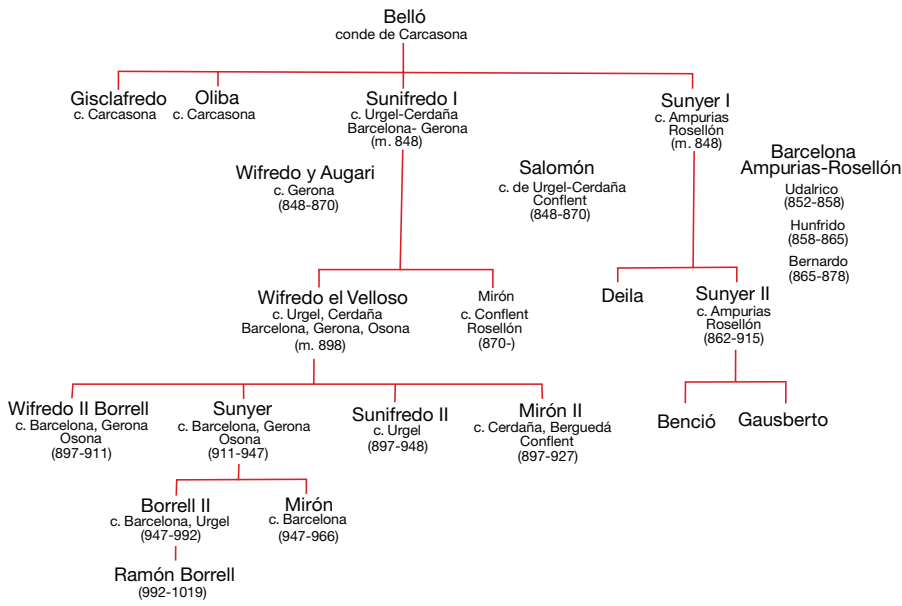 Belló
conde de Carcasona
Gisclafredo
c. Carcasona
Oliba
c. Carcasona
Sunifredo I
c. Urgel-Cerdaña
Barcelona- Gerona
(m. 848)
Sunyer I
c. Ampurias
Rosellón
(m. 848)
Wifredo y Augari
c. Gerona
(848-870)
Salomón
c. de Urgel-Cerdaña
Conflent
(848-870)
Barcelona
Ampurias-Rosellón
Udalrico
(852-858)
Hunfrido
(858-865)
Bernardo
(865-878)
Wifredo el Velloso
c. Urgel, Cerdaña
Barcelona, Gerona, Osona
(m. 898)
Mirón
c. Conflent
Rosellón
(870-)
Deila
Sunyer II
c. Ampurias
Rosellón
(862-915)
Wifredo II Borrell
c. Barcelona, Gerona
Osona
(897-911)
Sunyer
c. Barcelona, Gerona
Osona
(911-947)
Sunifredo II
c. Urgel
(897-948)
Mirón II
c. Cerdaña, Berguedá
Conflent
(897-927)
Benció
Gausberto
Borrell II
c. Barcelona, Urgel
(947-992)
Mirón
c. Barcelona
(947-966)
Ramón Borrell
(992-1019)